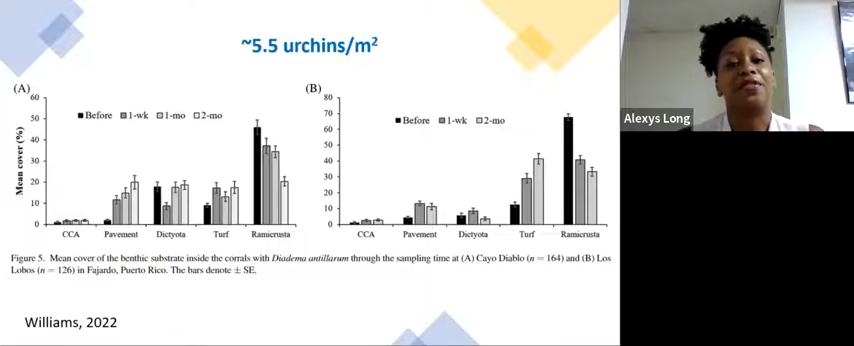 ~5.5 urchins/m²
(A)
60
50
40
30
20
10
0
Mean cover (%)
Before 1-wk 1-mo 2-mo
CCA Pavement Dictyota Turf Ramicrusta
(B)
80
70
60
50
40
30
20
10
0
Before 1-wk 2-mo
CCA Pavement Dictyota Turf Ramicrusta
Figure 5. Mean cover of the benthic substrate inside the corrals with Diadema antillarum through the sampling time at (A) Cayo Diablo (n = 164) and (B) Los
Lobos (n = 126) in Fajardo, Puerto Rico. The bars denote ± SE.
Williams, 2022
Alexys Long